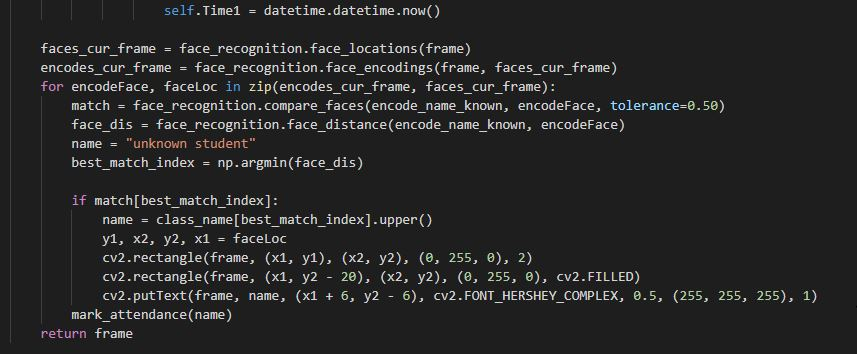 self.Time1 = datetime.datetime.now()
faces_cur_frame = face_recognition.face_locations(frame)
encodes_cur_frame = face_recognition.face_encodings(frame, faces_cur_frame)
for encodeFace, faceLoc in zip(encodes_cur_frame, faces_cur_frame):
match = face_recognition.compare_faces(encode_name_known, encodeFace, tolerance=0.50)
face_dis = face_recognition.face_distance(encode_name_known, encodeFace)
name = "unknown student"
best_match_index = np.argmin(face_dis)
if match[best_match_index]:
name = class_name[best_match_index].upper()
y1, x2, y2, x1 = faceLoc
cv2.rectangle(frame, (x1, y1), (x2, y2), (0, 255, 0), 2)
cv2.rectangle(frame, (x1, y2 - 20), (x2, y2), (0, 255, 0), cv2.FILLED)
cv2.putText(frame, name, (x1 + 6, y2 - 6), cv2.FONT_HERSHEY_COMPLEX, 0.5, (255, 255, 255), 1)
mark_attendance(name)
return frame